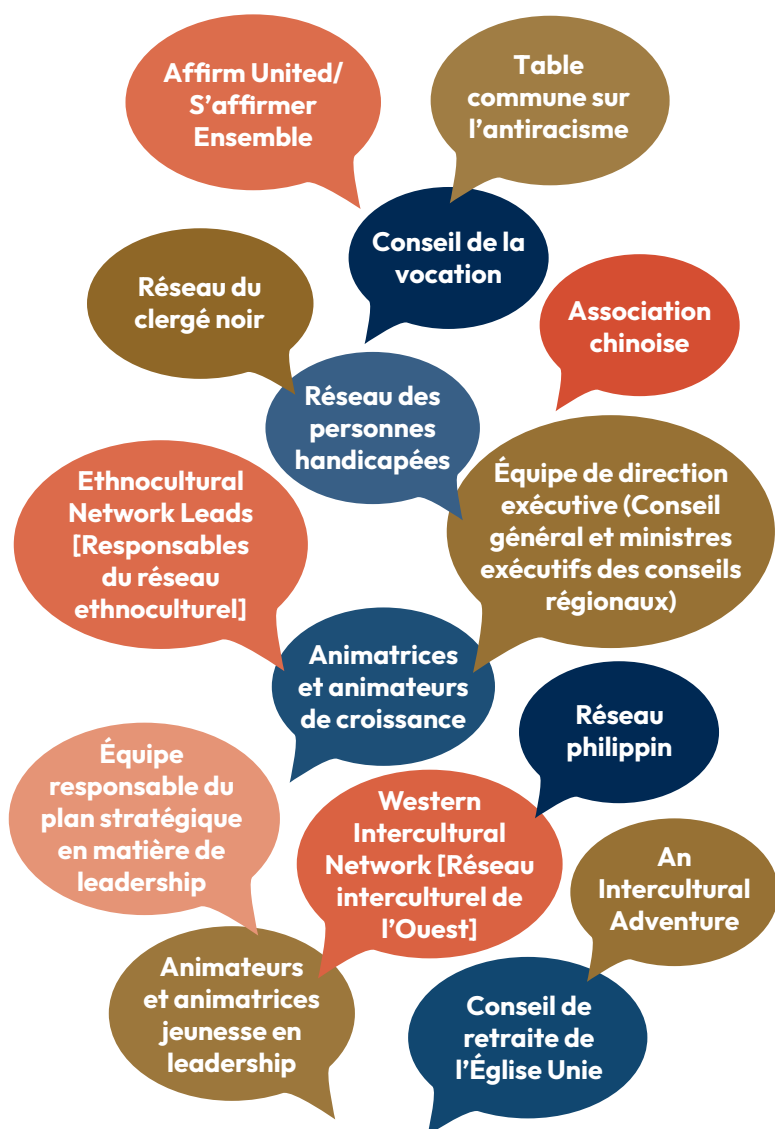 Affirm United/
S’affirmer
Ensemble
Table
commune sur
l’antiracisme
Conseil de la
vocation
Réseau du
clergé noir
Association
chinoise
Réseau des
personnes
handicapées
Ethnocultural
Network Leads
[Responsables
du réseau
ethnoculturel]
Équipe de direction
exécutive (Conseil
général et ministres
exécutifs des conseils
régionaux)
Animatrices
et animateurs
de croissance
Réseau
philippin
Équipe
responsable du
plan stratégique
en matière de
leadership
Western
Intercultural
Network [Réseau
interculturel de
l’Ouest]
An
Intercultural
Adventure
Animateurs
et animatrices
jeunesse en
leadership
Conseil de
retraite de
l’Église Unie